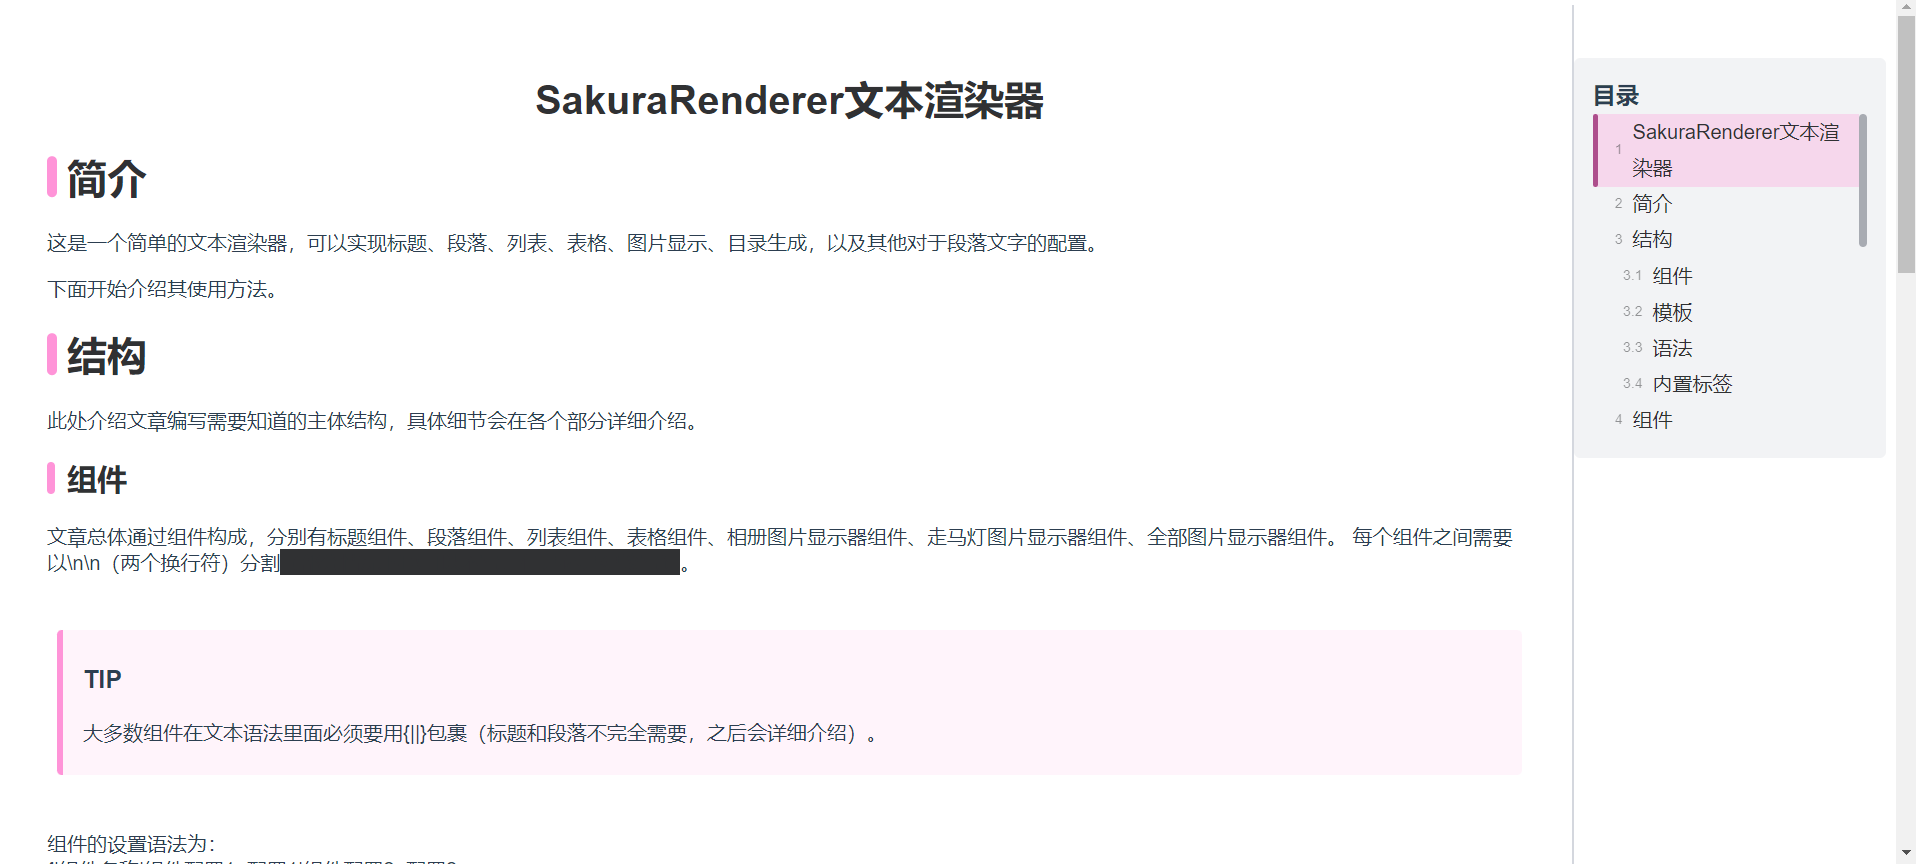 SakuraRenderer文本渲染器
简介
这是一个简单的文本渲染器，可以实现标题、段落、列表、表格、图片显示、目录生成，以及其他对于段落文字的配置。
下面开始介绍其使用方法。
结构
此处介绍文章编写需要知道的主体结构，具体细节会在各个部分详细介绍。
组件
文章总体通过组件构成，分别有标题组件、段落组件、列表组件、表格组件、相册图片显示器组件、走马灯图片显示器组件、全部图片显示器组件。 每个组件之间需要
以\n\n（两个换行符）分割。
TIP
大多数组件在文本语法里面必须要用{||}包裹（标题和段落不完全需要，之后会详细介绍）。
组件的设置语法为：
目录
1 SakuraRenderer文本渲
染器
2 简介
3 结构
3.1 组件
3.2 模板
3.3 语法
3.4 内置标签
4 组件